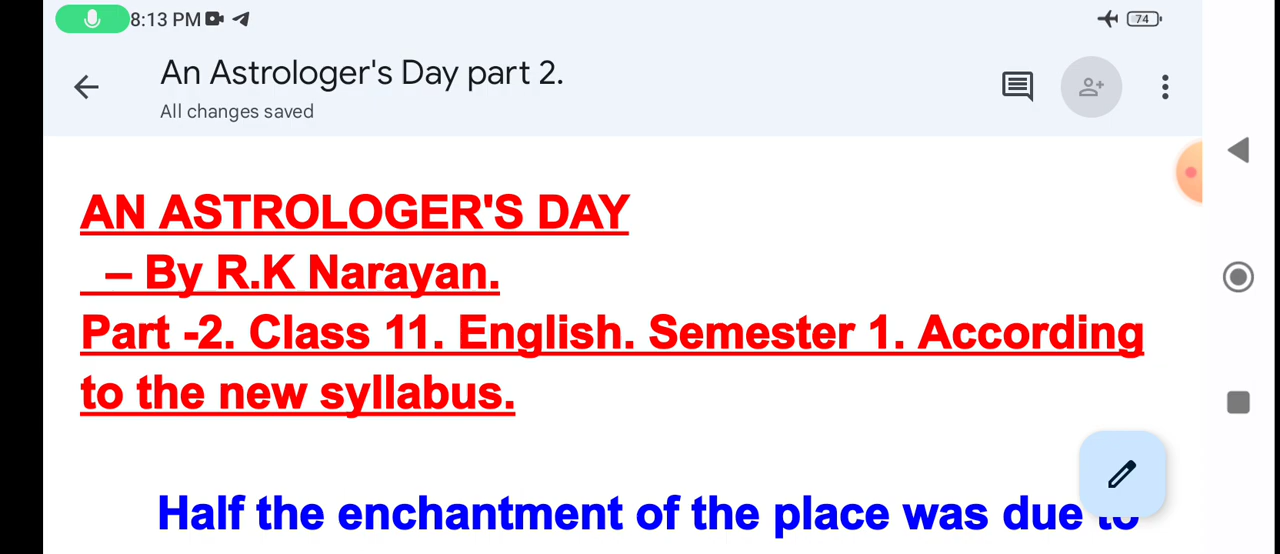 8:13 PM
74
An Astrologer's Day part 2.
All changes saved
AN ASTROLOGER'S DAY
– By R.K Narayan.
Part -2. Class 11. English. Semester 1. According
to the new syllabus.
Half the enchantment of the place was due to